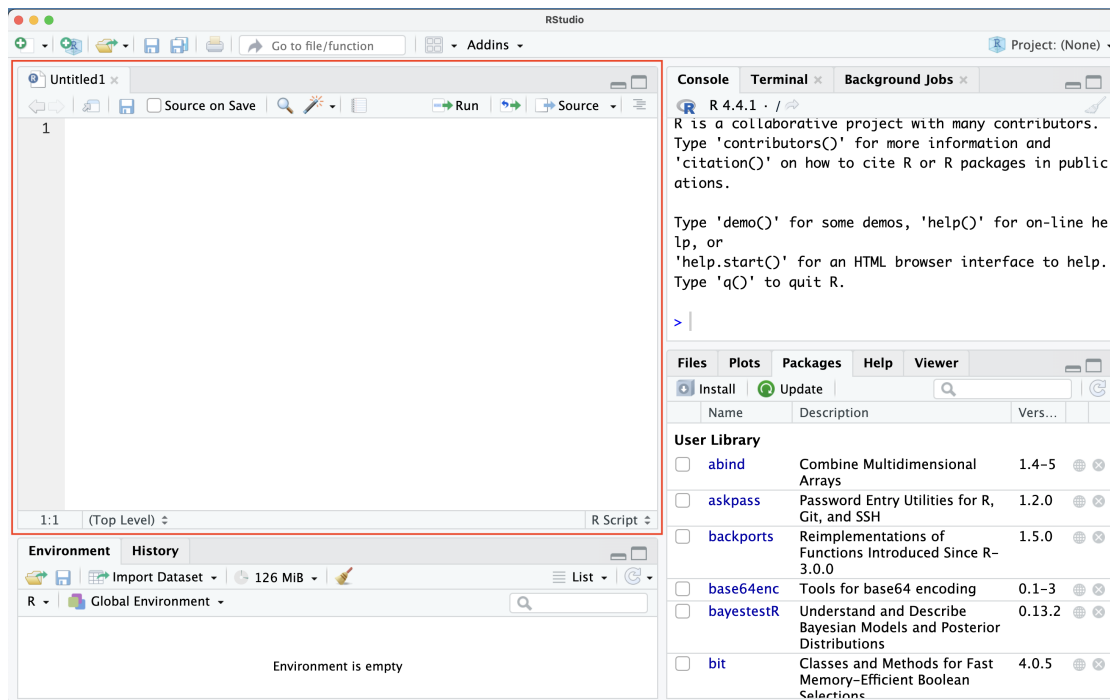 RStudio
Go to file/function
Addins
Project: (None)
Untitled1
Source on Save
Run
Source
1
1:1
(Top Level)
R Script
Environment
History
Import Dataset
126 MiB
List
R
Global Environment
Environment is empty
Console
Terminal
Background Jobs
R 4.4.1 · /
R is a collaborative project with many contributors.
Type 'contributors()' for more information and
'citation()' on how to cite R or R packages in public
ations.
Type 'demo()' for some demos, 'help()' for on-line he
lp, or
'help.start()' for an HTML browser interface to help.
Type 'q()' to quit R.
>
Files
Plots
Packages
Help
Viewer
Install
Update
Name
Description
Vers...
User Library
abind
Combine Multidimensional
Arrays
1.4-5
askpass
Password Entry Utilities for R,
Git, and SSH
1.2.0
backports
Reimplementations of
Functions Introduced Since R-
3.0.0
1.5.0
base64enc
Tools for base64 encoding
0.1-3
bayestestR
Understand and Describe
Bayesian Models and Posterior
Distributions
0.13.2
bit
Classes and Methods for Fast
Memory-Efficient Boolean
Selections
4.0.5